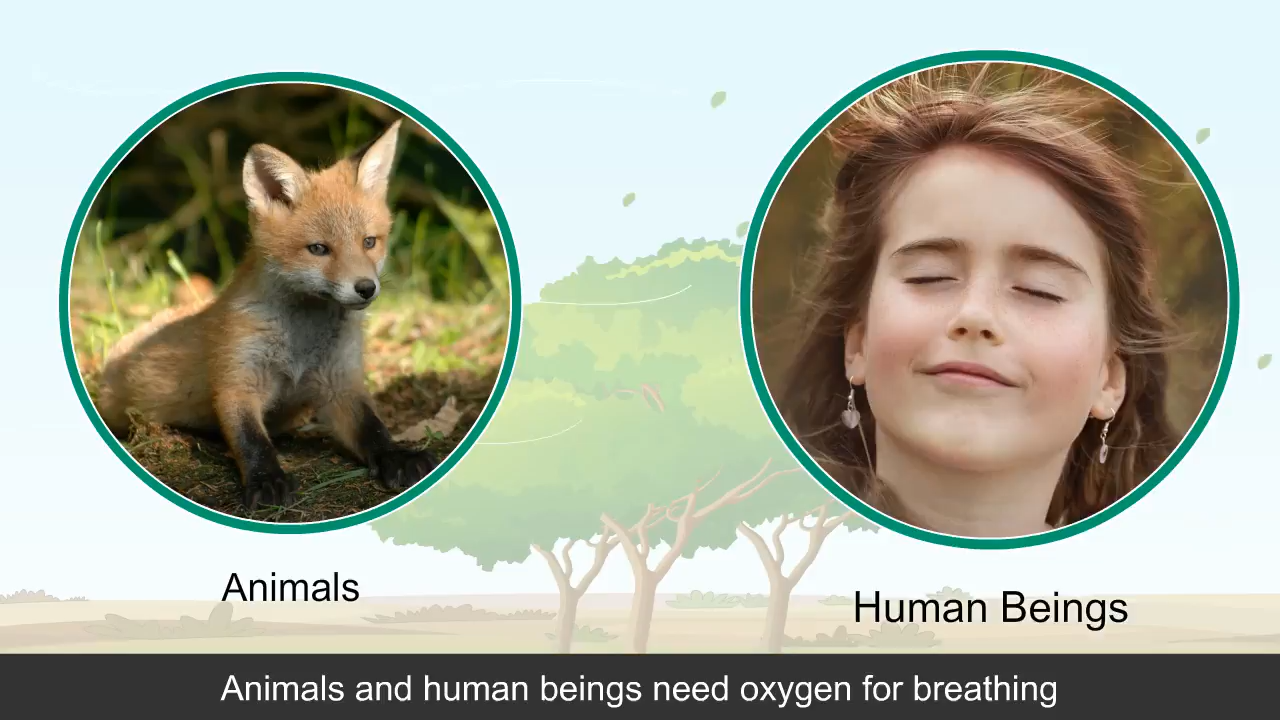 Animals
Human Beings
Animals and human beings need oxygen for breathing